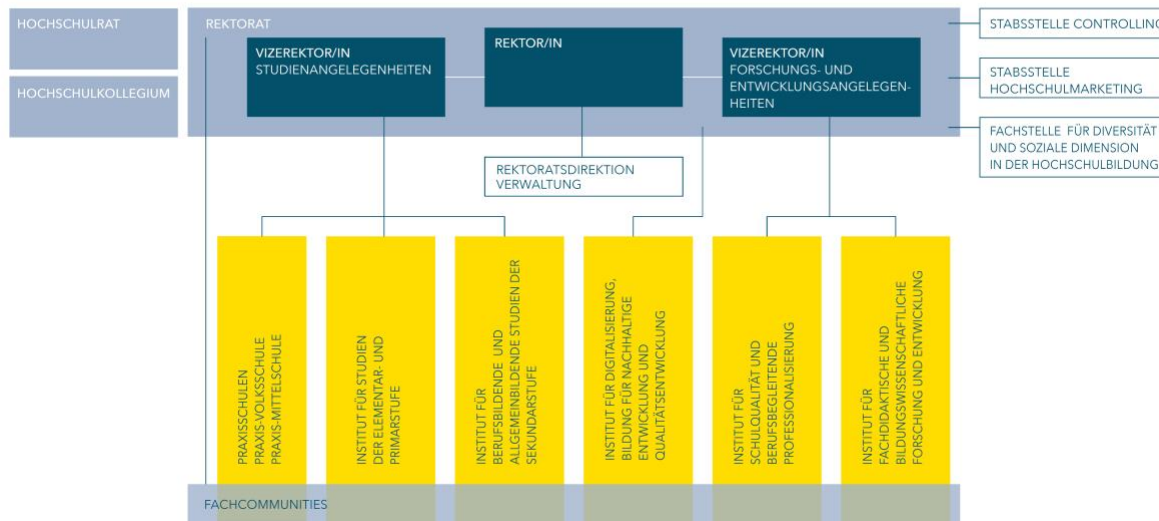 HOCHSCHULRAT
HOCHSCHULKOLLEGIUM
REKTORAT
VIZEREKTOR/IN
STUDIENANGELEGENHEITEN
REKTOR/IN
VIZEREKTOR/IN
FORSCHUNGS- UND
ENTWICKLUNGSANGELEGEN-
HEITEN
STABSSTELLE CONTROLLING
STABSSTELLE
HOCHSCHULMARKETING
FACHSTELLE FÜR DIVERSITÄT
UND SOZIALE DIMENSION
IN DER HOCHSCHULBILDUNG
REKTORATSDIREKTION
VERWALTUNG
PRAXISSCHULEN
PRAXIS-VOLKSSCHULE
PRAXIS-MITTELSCHULE
INSTITUT FÜR STUDIEN
DER ELEMENTAR- UND
PRIMARSTUFE
INSTITUT FÜR
BERUFSBILDENDE UND
ALLGEMEINBILDENDE STUDIEN DER
SEKUNDARSTUFE
INSTITUT FÜR DIGITALISIERUNG,
BILDUNG FÜR NACHHALTIGE
ENTWICKLUNG UND
QUALITÄTSENTWICKLUNG
INSTITUT FÜR
SCHULQUALITÄT UND
BERUFSBEGLEITENDE
PROFESSIONALISIERUNG
INSTITUT FÜR
FACHDIDAKTISCHE UND
BILDUNGSWISSENSCHAFTLICHE
FORSCHUNG UND ENTWICKLUNG
FACHCOMMUNITIES